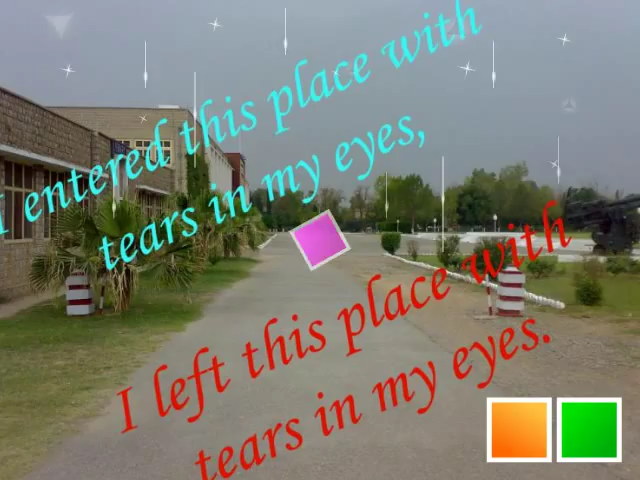 I entered this place with
tears in my eyes,
I left this place with
tears in my eyes.